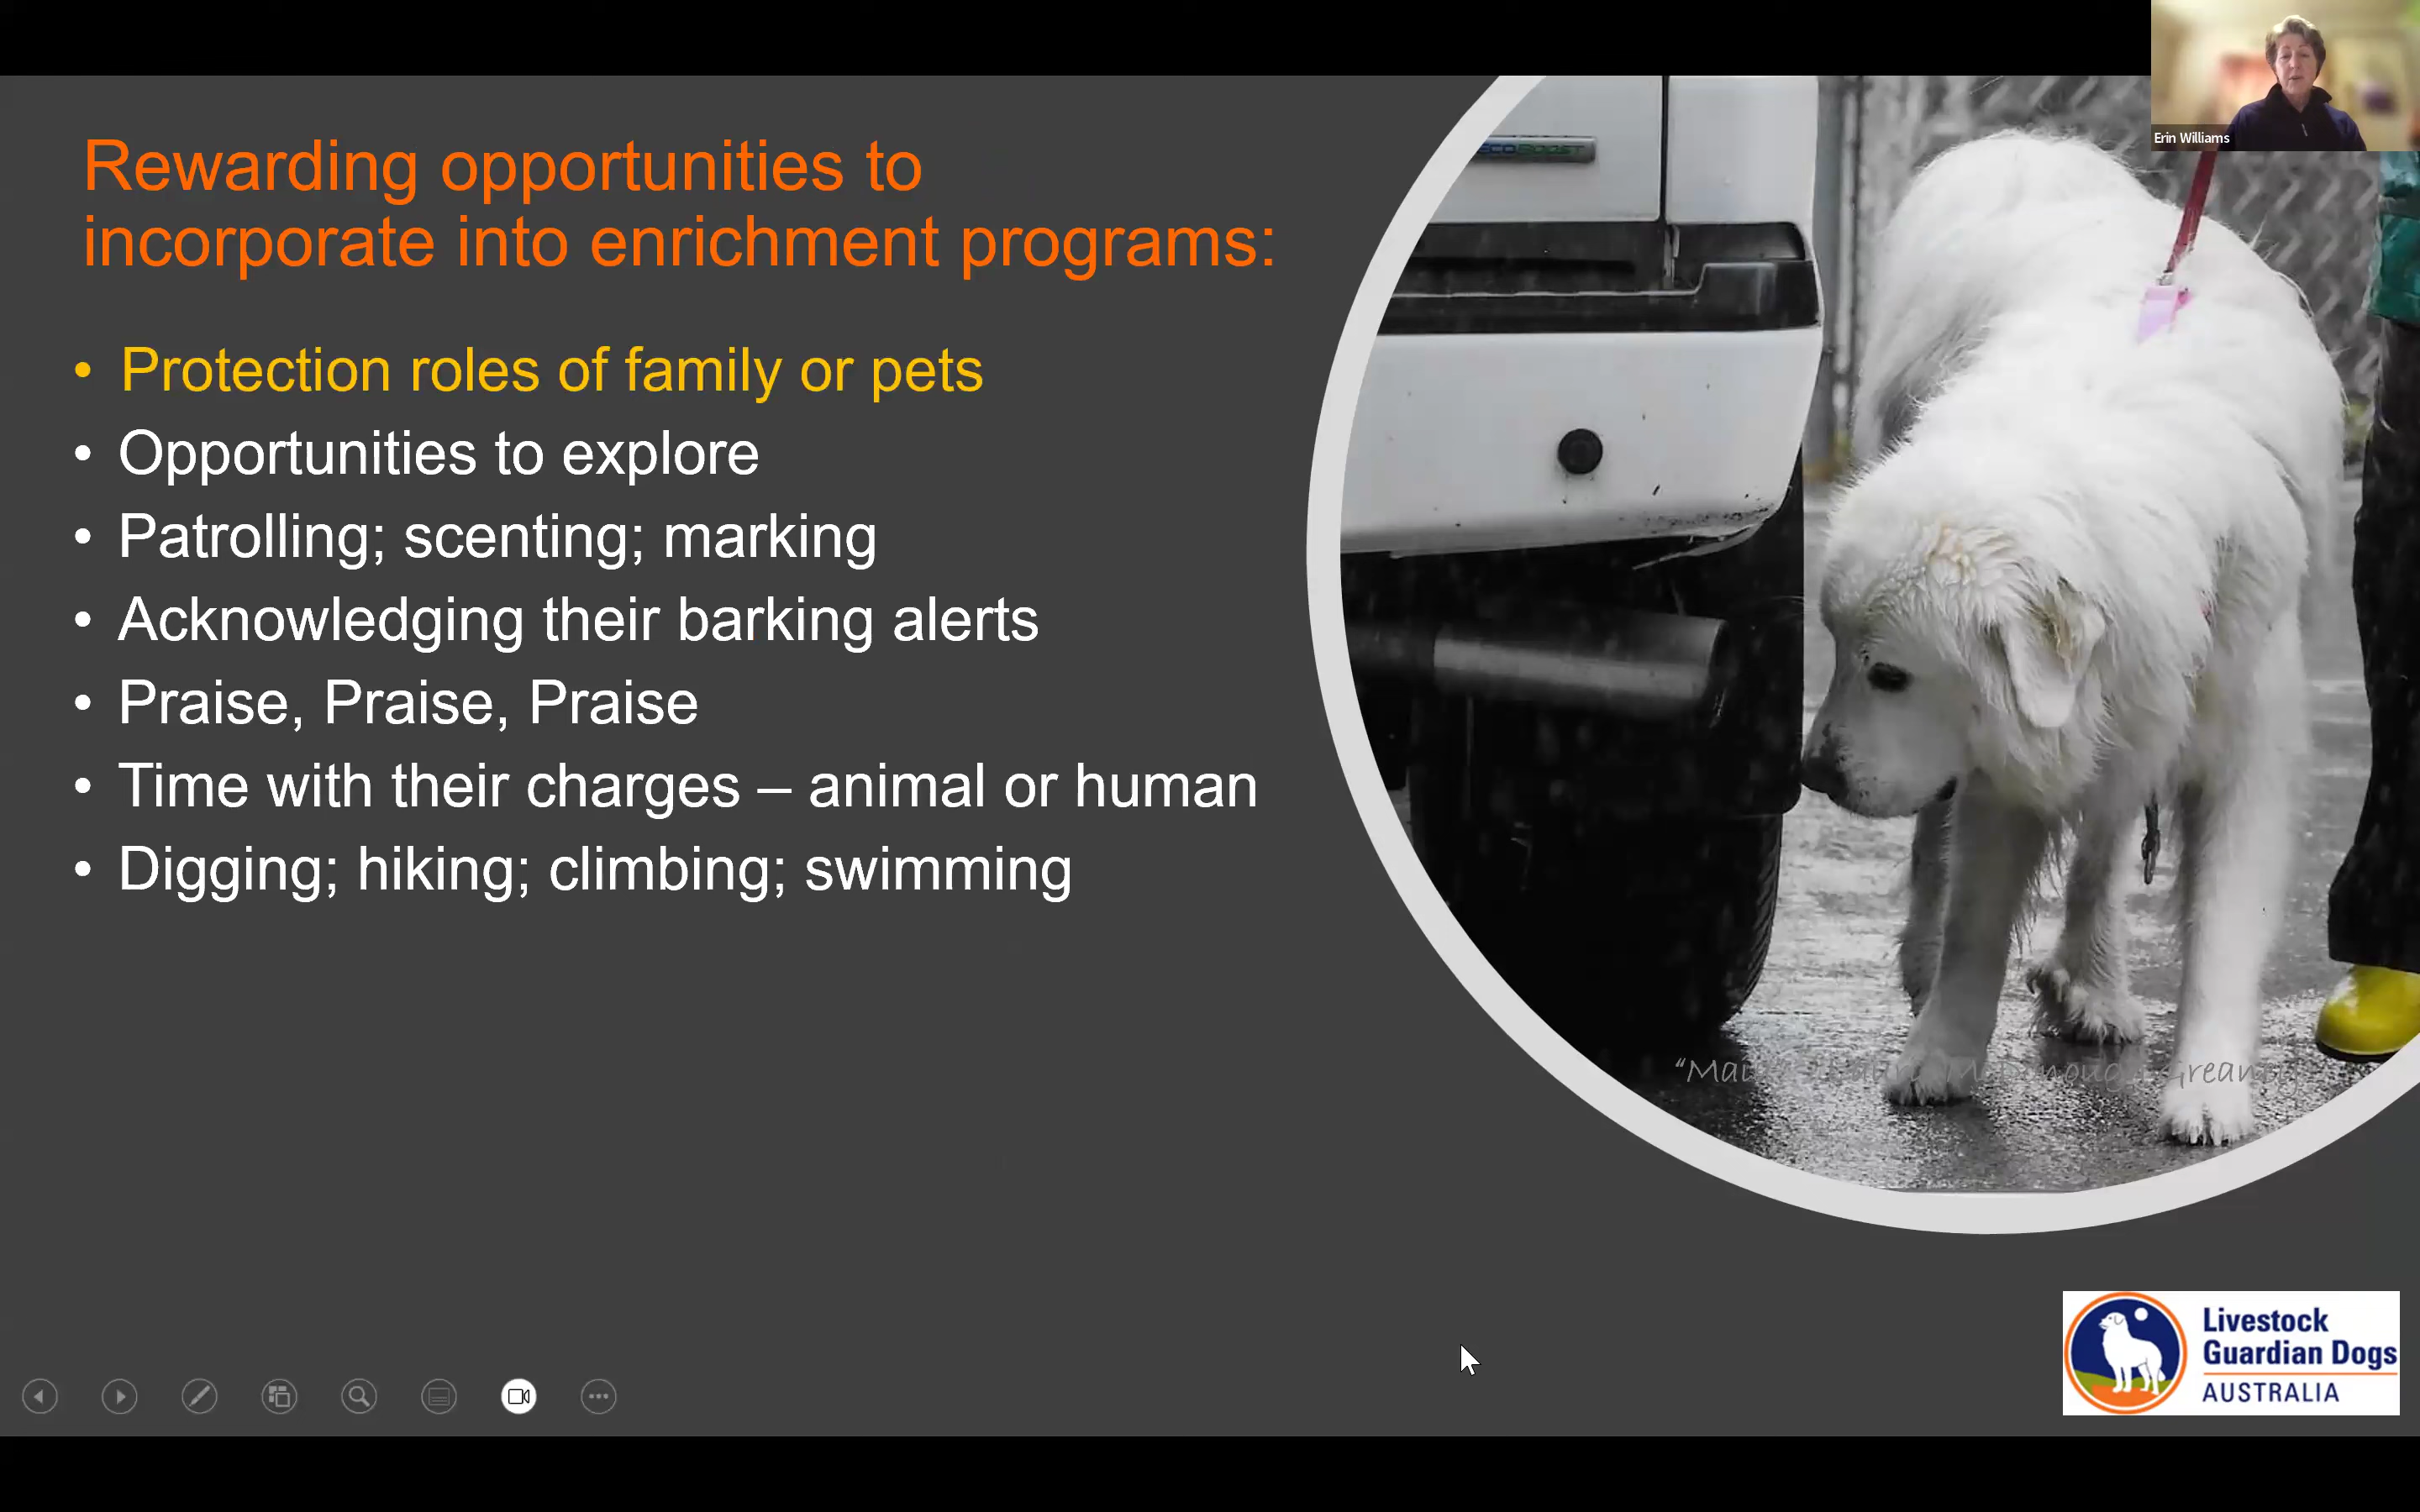 Erin Williams
ECOBOOST
Rewarding opportunities to
incorporate into enrichment programs:
• Protection roles of family or pets
• Opportunities to explore
• Patrolling; scenting; marking
• Acknowledging their barking alerts
• Praise, Praise, Praise
• Time with their charges – animal or human
• Digging; hiking; climbing; swimming
Livestock
Guardian Dogs
AUSTRALIA